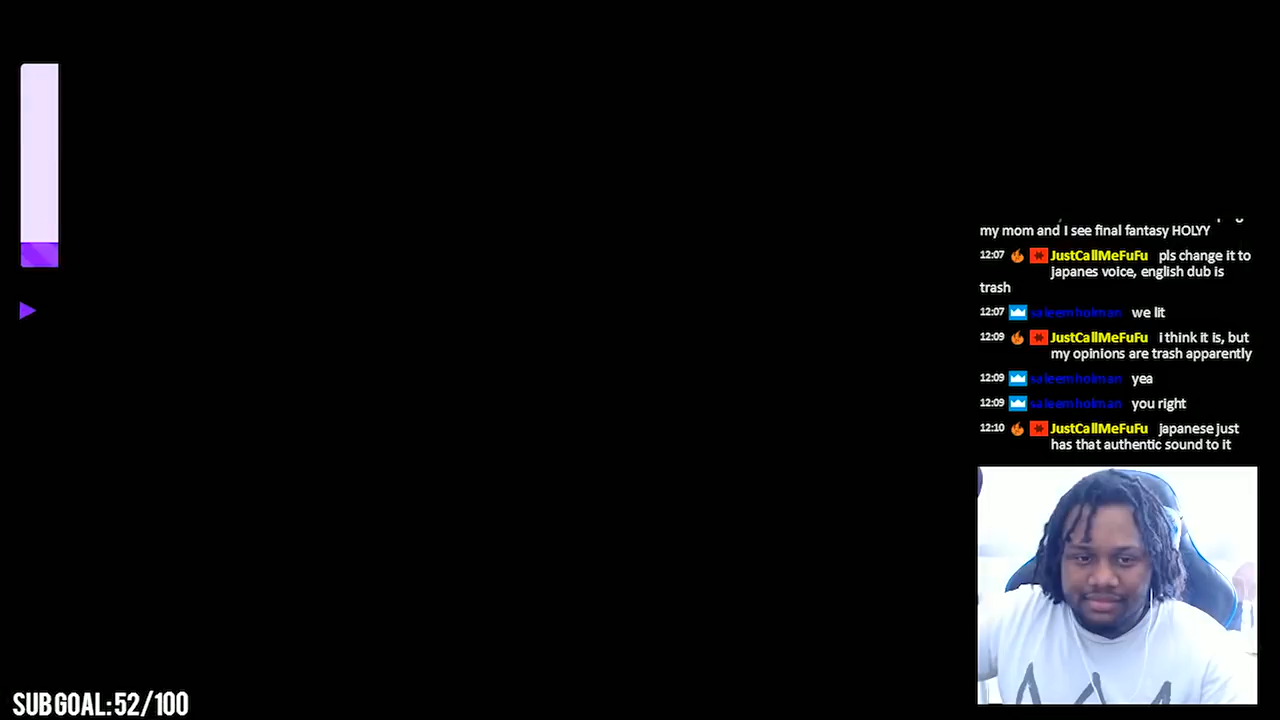 my mom and I see final fantasy HOLYY
12:07 JustCallMeFuFu pls change it to
japanes voice, english dub is
trash
12:07 saleemholman we lit
12:09 JustCallMeFuFu i think it is, but
my opinions are trash apparently
12:09 saleemholman yea
12:09 saleemholman you right
12:10 JustCallMeFuFu japanese just
has that authentic sound to it
SUB GOAL: 52/100